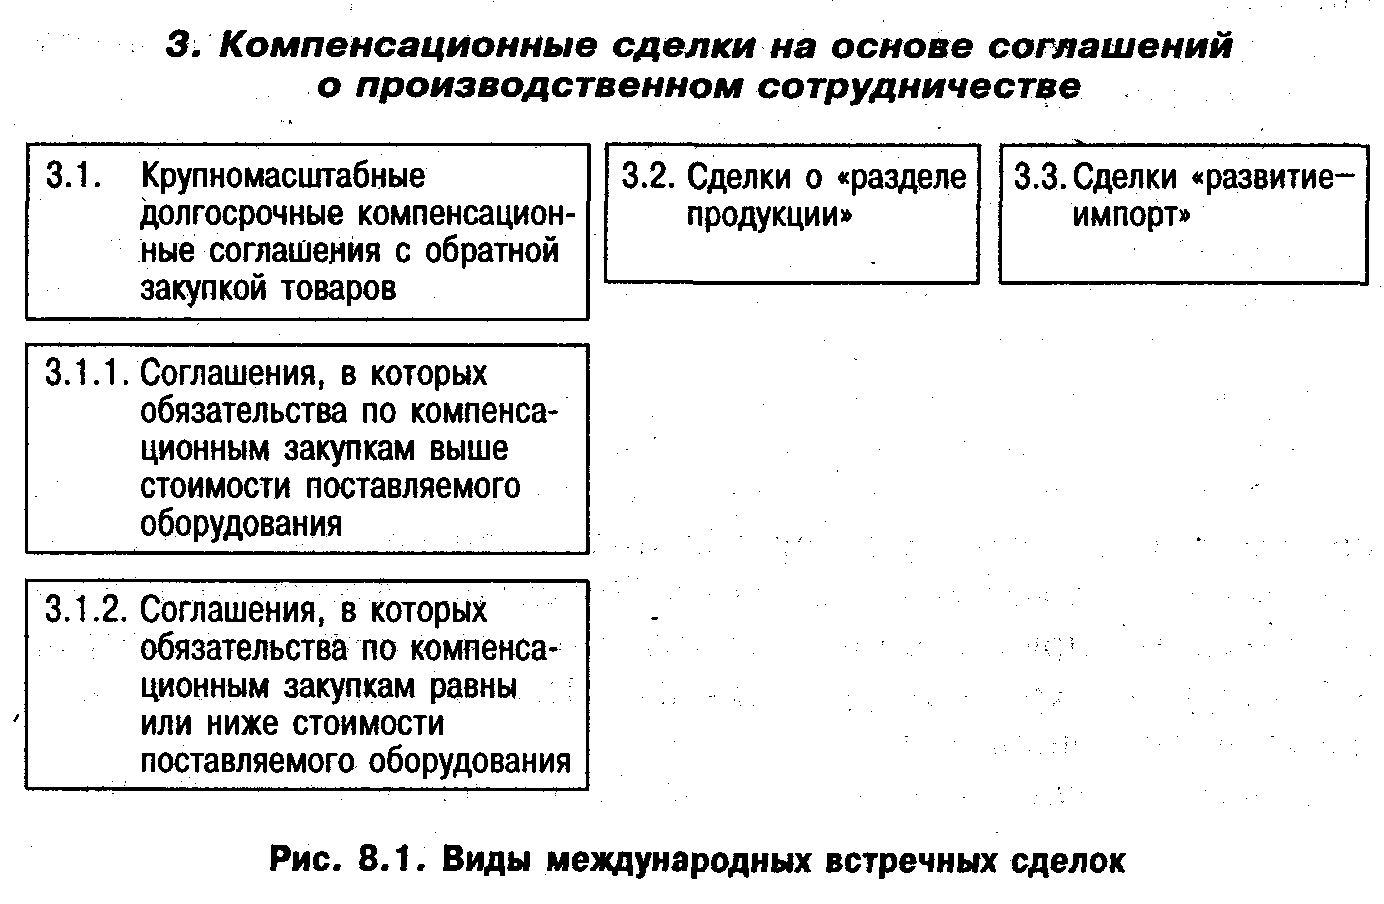 3. Компенсационные сделки на основе соглашений
о производственном сотрудничестве
3.1. Крупномасштабные
долгосрочные компенсацион-
ные соглашения с обратной
закупкой товаров
3.2. Сделки о «разделе
продукции»
3.3. Сделки «развитие–
импорт»
3.1.1. Соглашения, в которых
обязательства по компенса-
ционным закупкам выше
стоимости поставляемого
оборудования
3.1.2. Соглашения, в которых
обязательства по компенса-
ционным закупкам равны
или ниже стоимости
поставляемого оборудования
Рис. 8.1. Виды международных встречных сделок